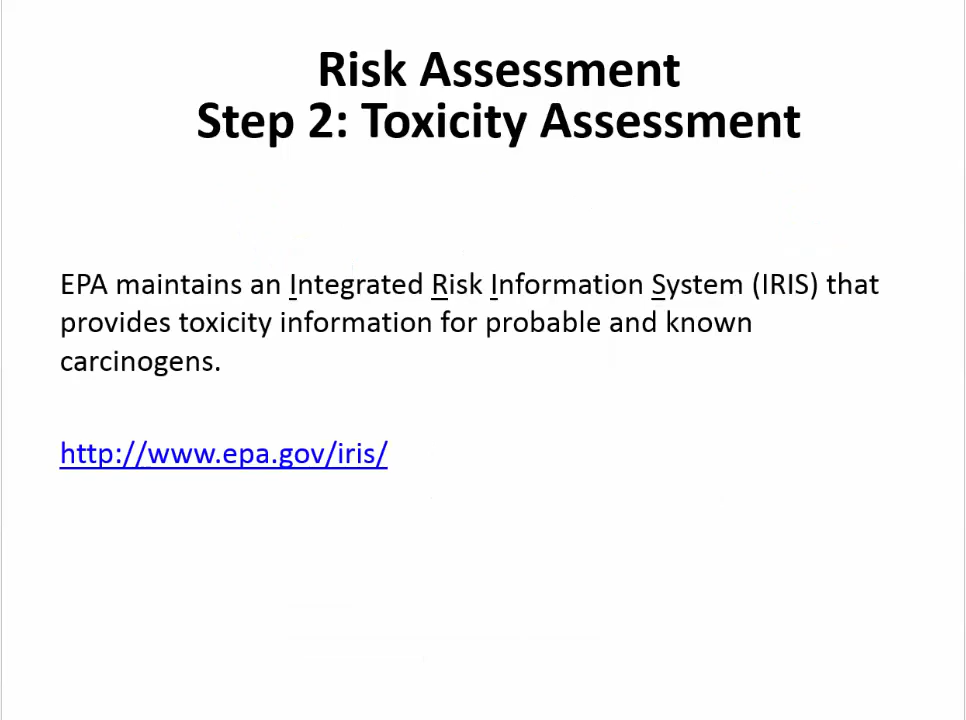 Risk Assessment
Step 2: Toxicity Assessment
EPA maintains an Integrated Risk Information System (IRIS) that
provides toxicity information for probable and known
carcinogens.
http://www.epa.gov/iris/